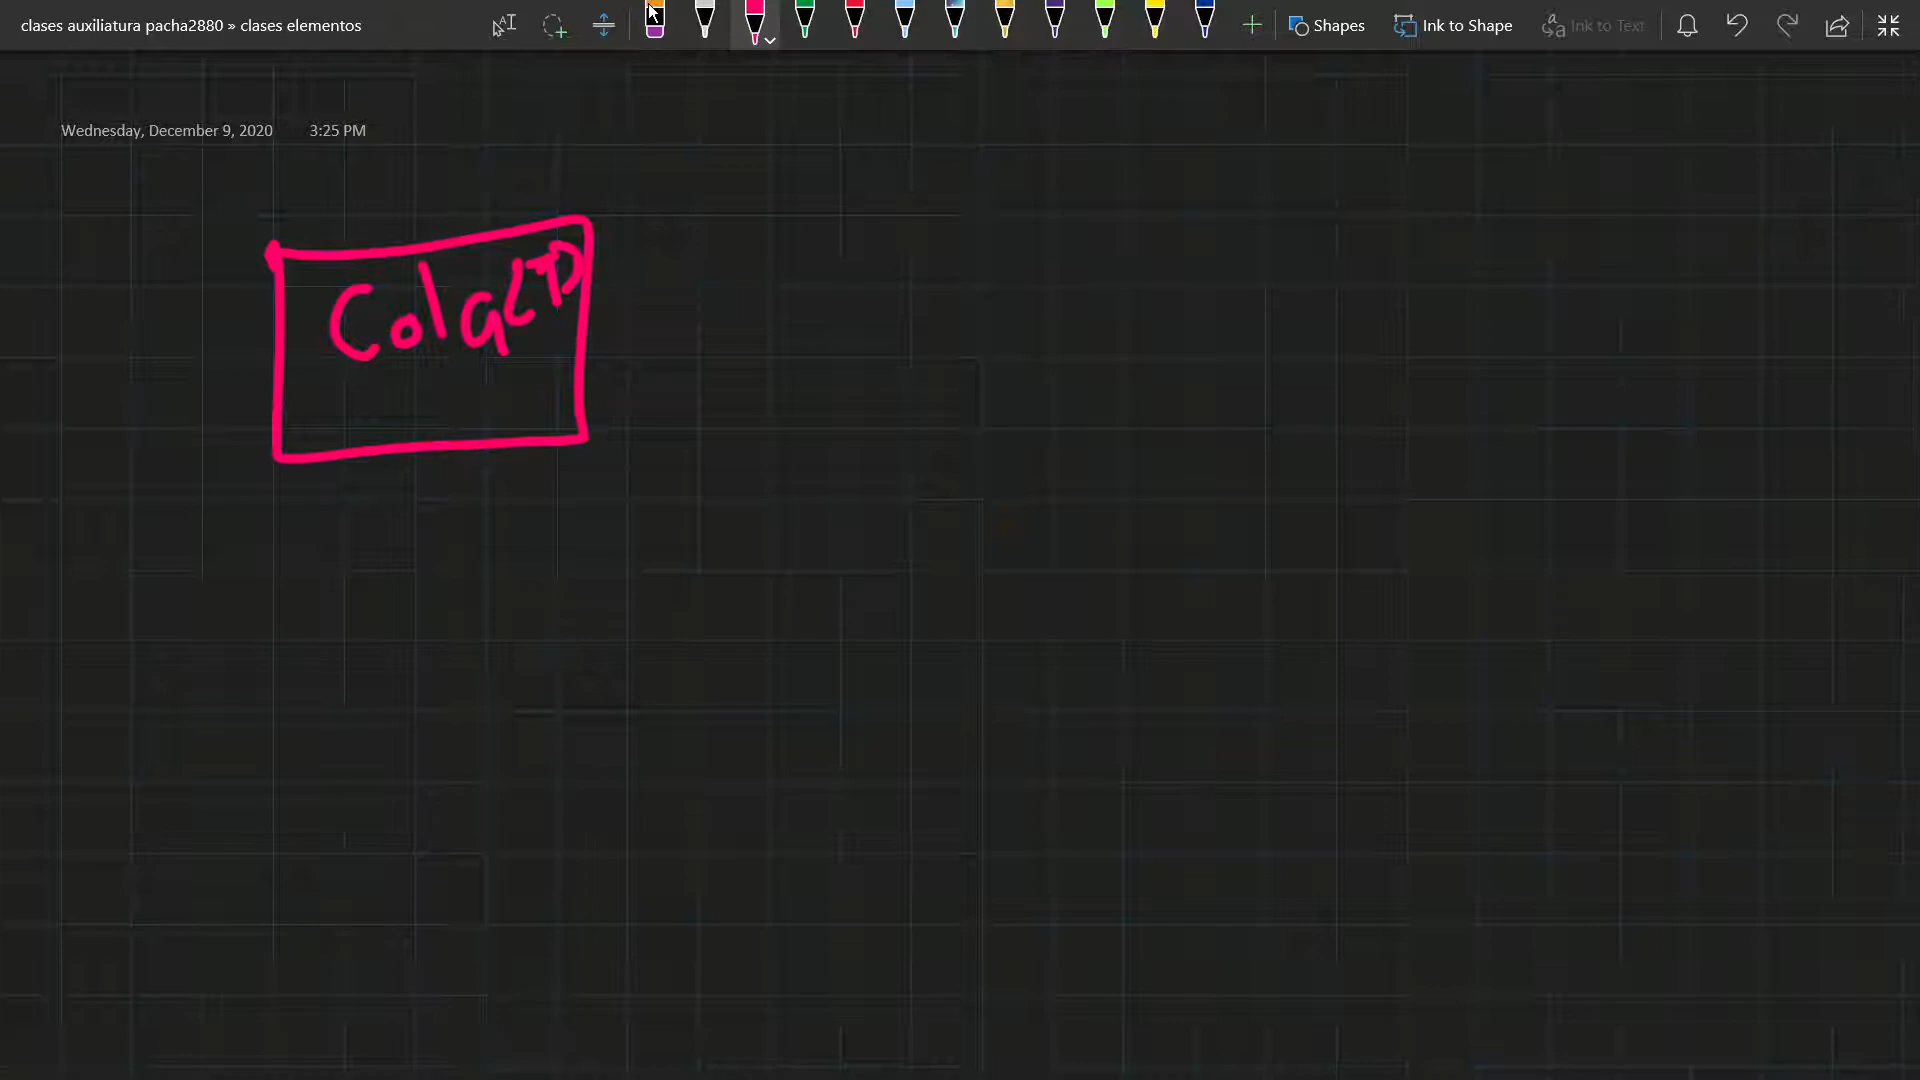 clases auxiliatura pacha2880 » clases elementos
Shapes
Ink to Shape
Ink to Text
Wednesday, December 9, 2020 3:25 PM
Cola<T>